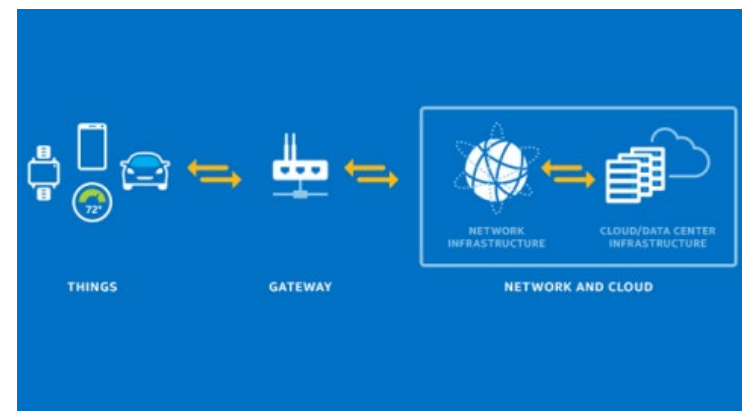 72°
NETWORK
INFRASTRUCTURE
CLOUD/DATA CENTER
INFRASTRUCTURE
THINGS
GATEWAY
NETWORK AND CLOUD